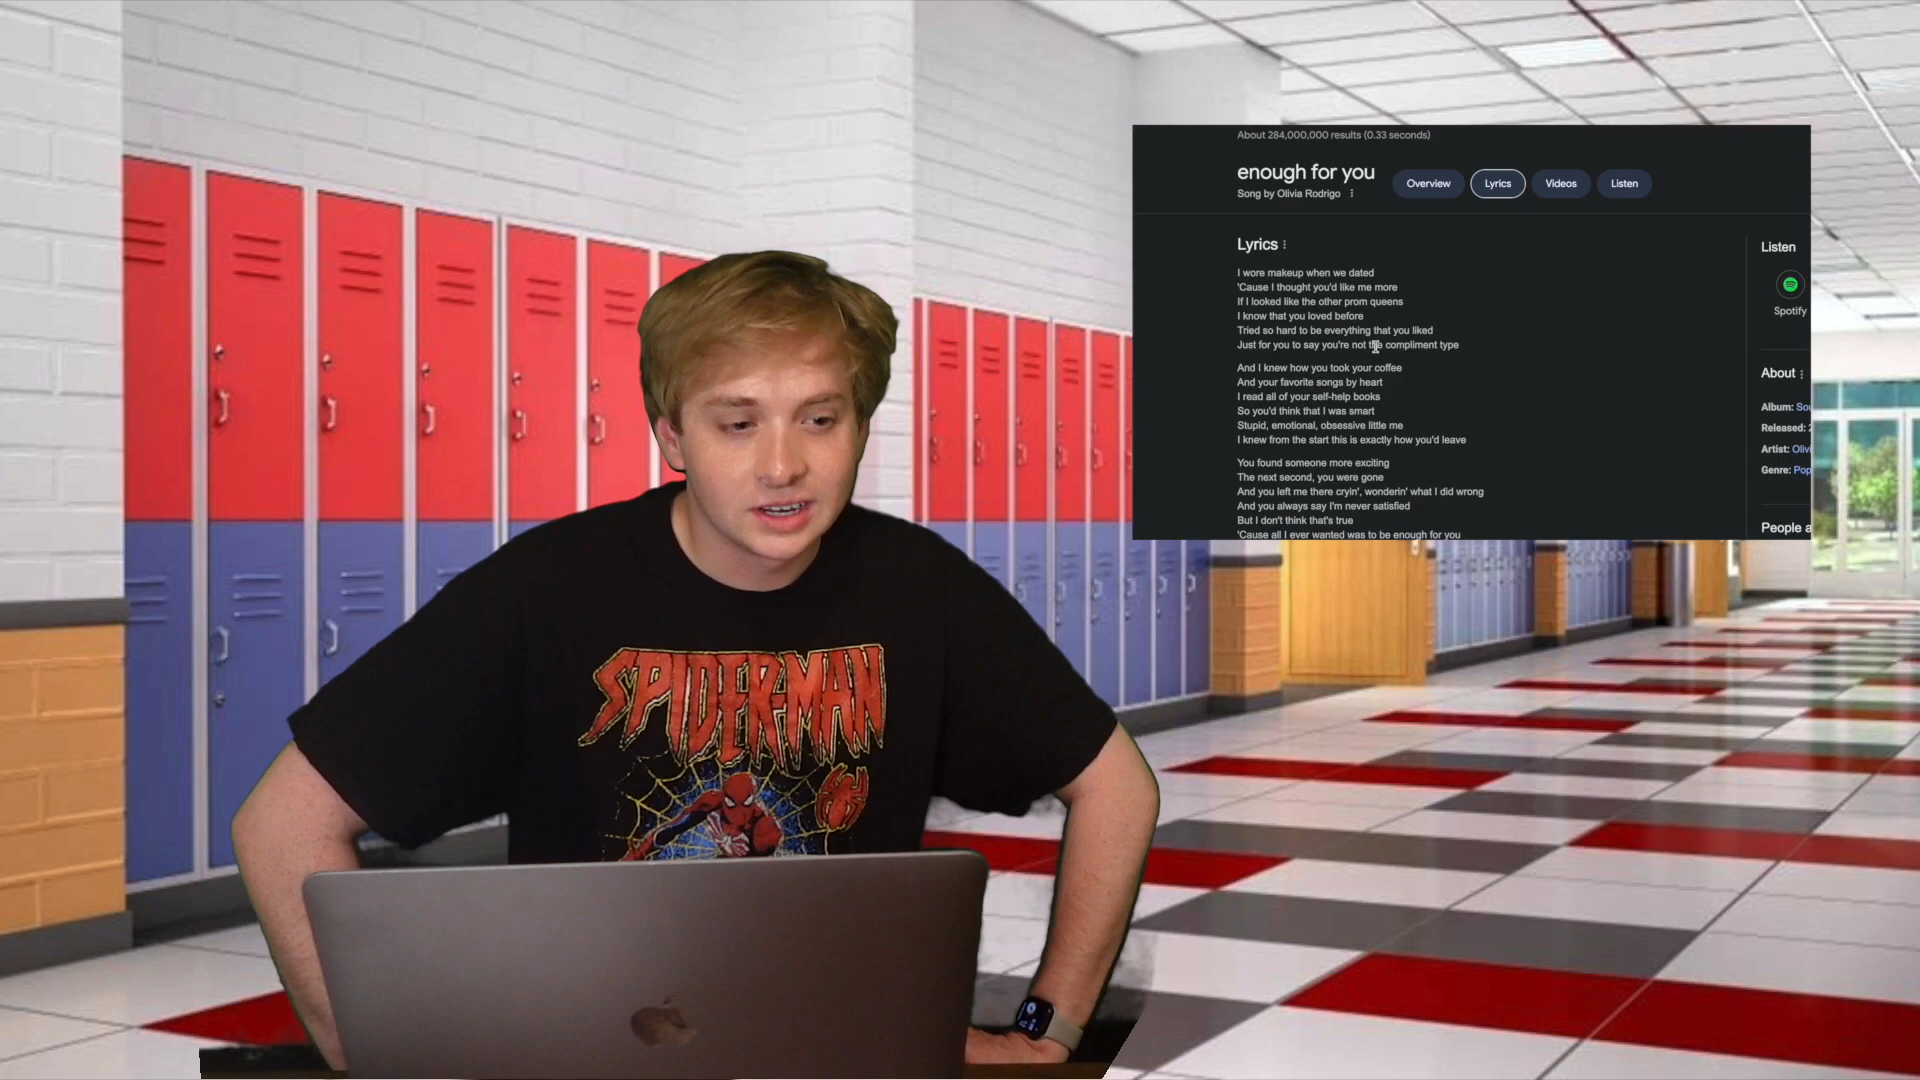 About 284,000,000 results (0.33 seconds)
enough for you
Song by Olivia Rodrigo
Overview
Lyrics
Videos
Listen
Lyrics
I wore makeup when we dated
'Cause I thought you'd like me more
If I looked like the other prom queens
I know that you loved before
Tried so hard to be everything that you liked
Just for you to say you're not the compliment type
And I knew how you took your coffee
And your favorite songs by heart
I read all of your self-help books
So you'd think that I was smart
Stupid, emotional, obsessive little me
I knew from the start this is exactly how you'd leave
You found someone more exciting
The next second, you were gone
And you left me there cryin', wonderin' what I did wrong
And you always say I'm never satisfied
But I don't think that's true
'Cause all I ever wanted was to be enough for you
Listen
Spotify
About
Album: Sou
Released: 2
Artist: Olivi
Genre: Pop
People a
SPIDER-MAN